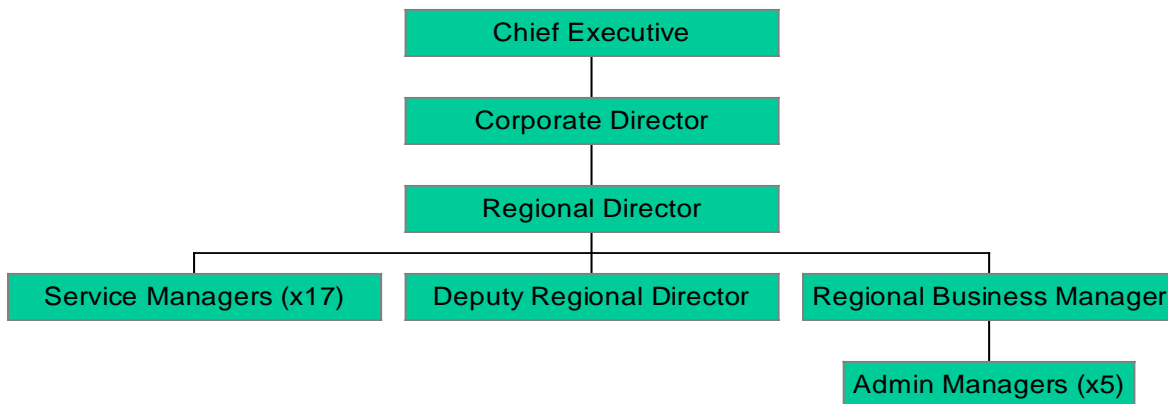 Chief Executive
Corporate Director
Regional Director
Service Managers (x17)
Deputy Regional Director
Regional Business Manager
Admin Managers (x5)